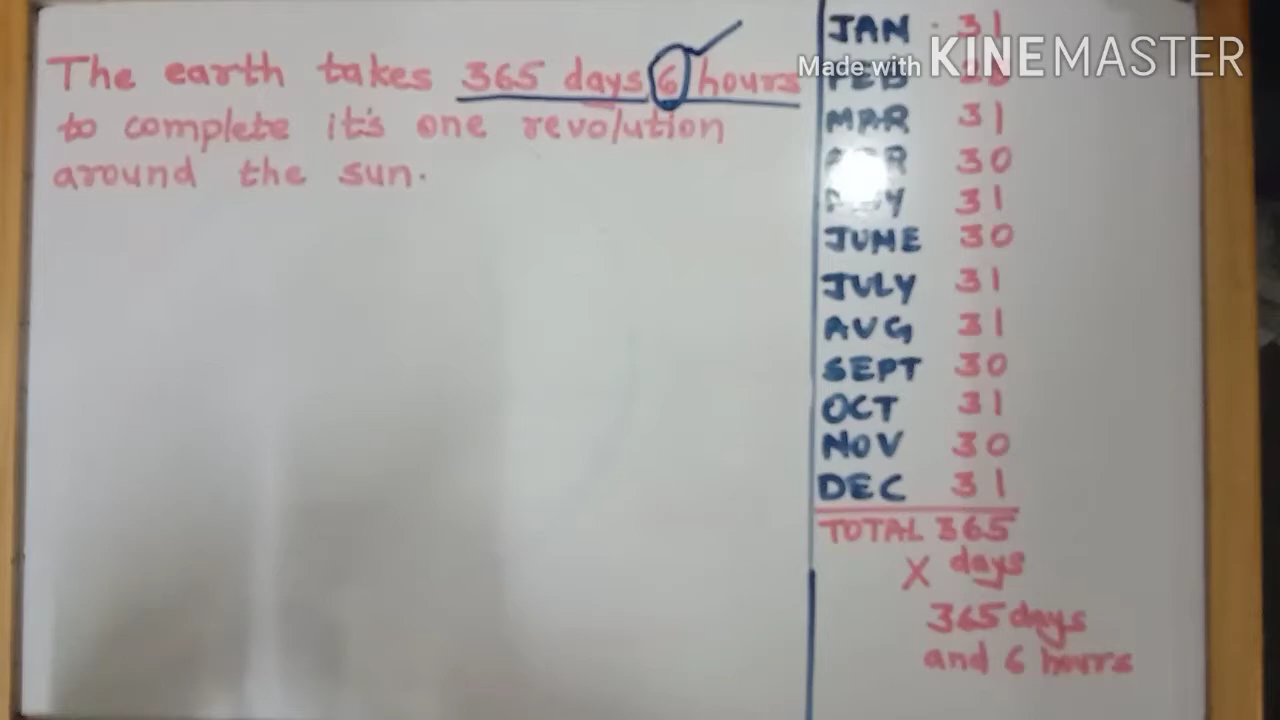 The earth takes 365 days 6 hours
to complete it's one revolution
around the sun.
JAN 31
Made with KINEMASTER
FEB
MAR 31
30
31
JUNE 30
JULY 31
AUG 31
SEPT 30
OCT 31
NOV 30
DEC 31
TOTAL 365
X days
365 days
and 6 hours